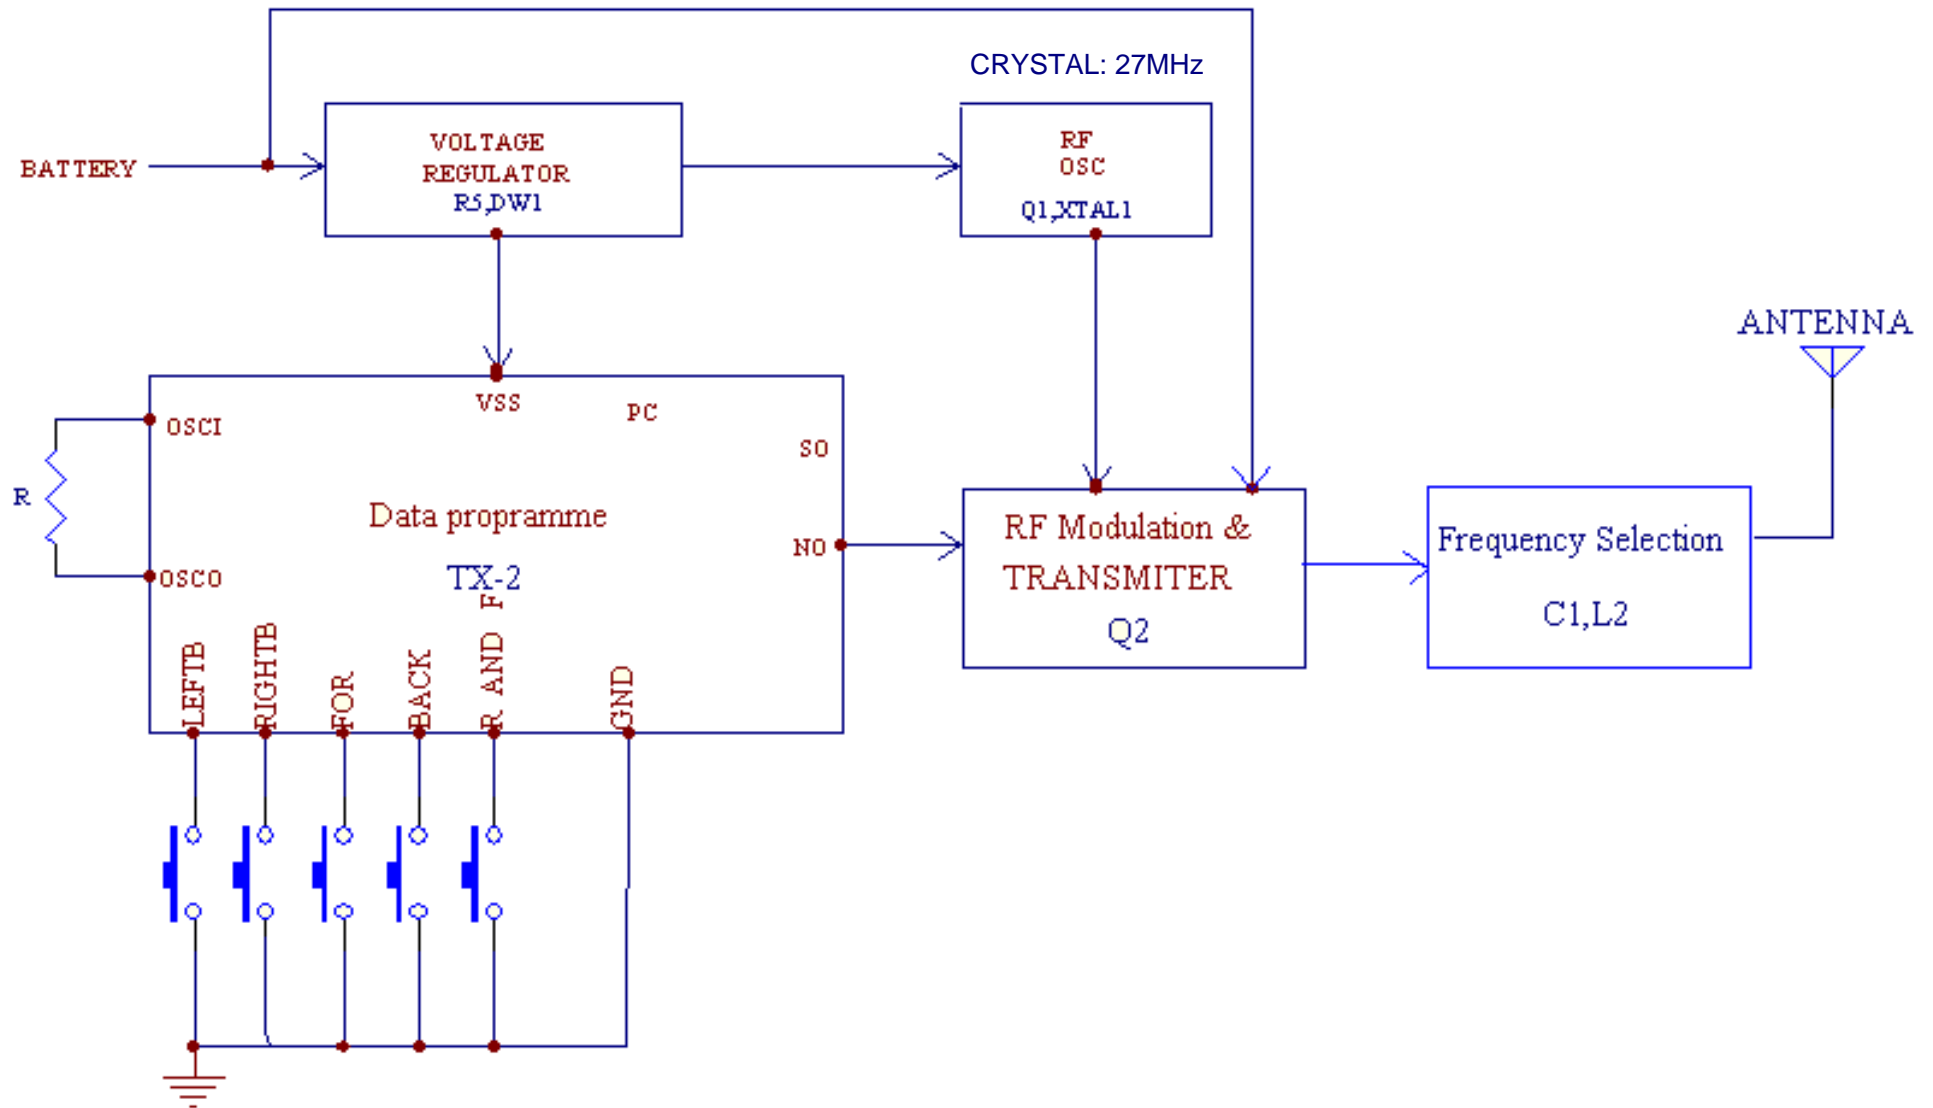 CRYSTAL: 27MHz
BATTERY
VOLTAGE
REGULATOR
R5,DW1
RF
OSC
Q1,XTAL1
ANTENNA
VSS
PC
OSCI
SO
R
Data propramme
TX-2
NO
OSCO
RF Modulation &
TRANSMITER
Q2
Frequency Selection
C1,L2
LEFTB
RIGHTB
FOR
BACK
R AND F
GND